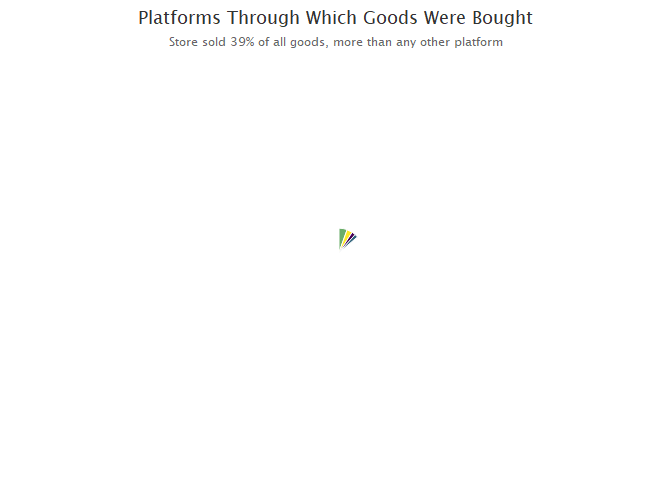 Platforms Through Which Goods Were Bought
Store sold 39% of all goods, more than any other platform